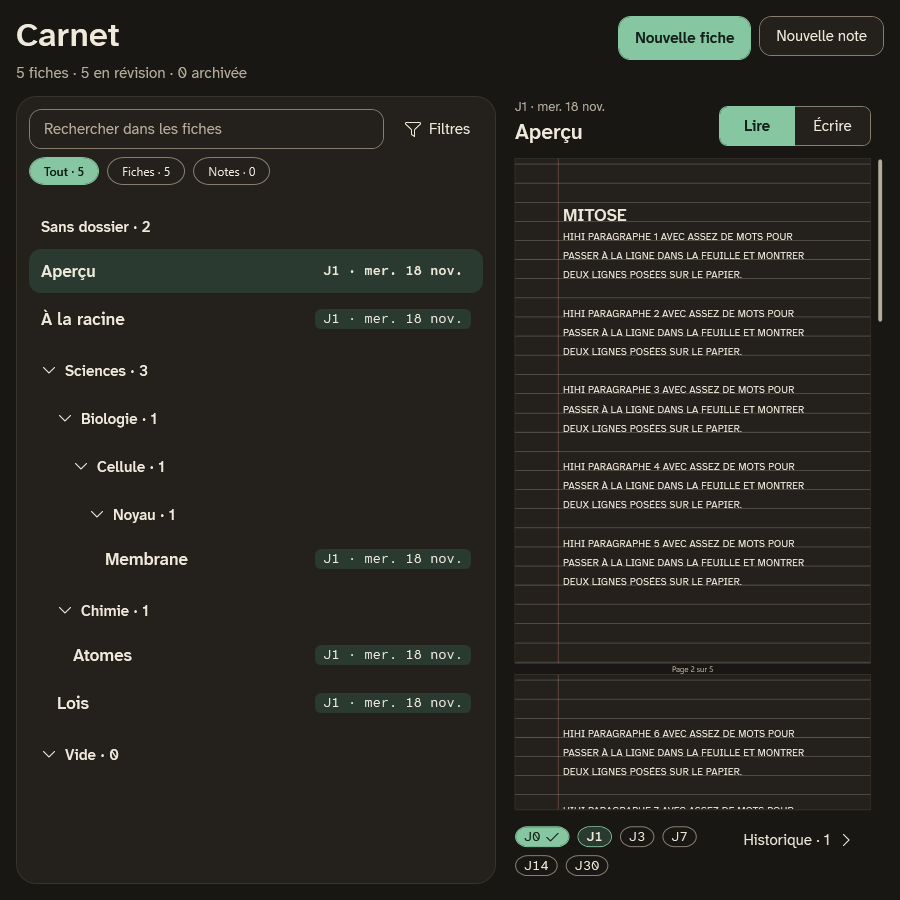 Carnet
5 fiches · 5 en révision · 0 archivée
Nouvelle fiche
Nouvelle note
Rechercher dans les fiches
Filtres
Tout · 5
Fiches · 5
Notes · 0
Sans dossier · 2
Aperçu J1 · mer. 18 nov.
À la racine J1 · mer. 18 nov.
Sciences · 3
Biologie · 1
Cellule · 1
Noyau · 1
Membrane J1 · mer. 18 nov.
Chimie · 1
Atomes J1 · mer. 18 nov.
Lois J1 · mer. 18 nov.
Vide · 0
J1 · mer. 18 nov.
Aperçu
Lire
Écrire
MITOSE
HIHI PARAGRAPHE 1 AVEC ASSEZ DE MOTS POUR
PASSER À LA LIGNE DANS LA FEUILLE ET MONTRER
DEUX LIGNES POSÉES SUR LE PAPIER.
HIHI PARAGRAPHE 2 AVEC ASSEZ DE MOTS POUR
PASSER À LA LIGNE DANS LA FEUILLE ET MONTRER
DEUX LIGNES POSÉES SUR LE PAPIER.
HIHI PARAGRAPHE 3 AVEC ASSEZ DE MOTS POUR
PASSER À LA LIGNE DANS LA FEUILLE ET MONTRER
DEUX LIGNES POSÉES SUR LE PAPIER.
HIHI PARAGRAPHE 4 AVEC ASSEZ DE MOTS POUR
PASSER À LA LIGNE DANS LA FEUILLE ET MONTRER
DEUX LIGNES POSÉES SUR LE PAPIER.
HIHI PARAGRAPHE 5 AVEC ASSEZ DE MOTS POUR
PASSER À LA LIGNE DANS LA FEUILLE ET MONTRER
DEUX LIGNES POSÉES SUR LE PAPIER.
Page 2 sur 5
HIHI PARAGRAPHE 6 AVEC ASSEZ DE MOTS POUR
PASSER À LA LIGNE DANS LA FEUILLE ET MONTRER
DEUX LIGNES POSÉES SUR LE PAPIER.
HIHI PARAGRAPHE 7 AVEC ASSEZ DE MOTS POUR
J0 ✓
J1
J3
J7
J14
J30
Historique · 1